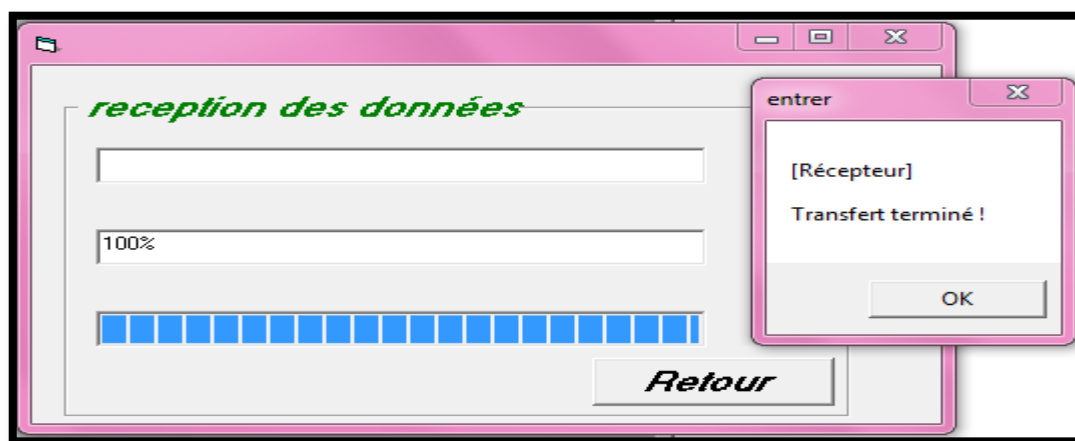 reception des données
entrer
[Récepteur]
Transfert terminé !
100%
OK
Retour